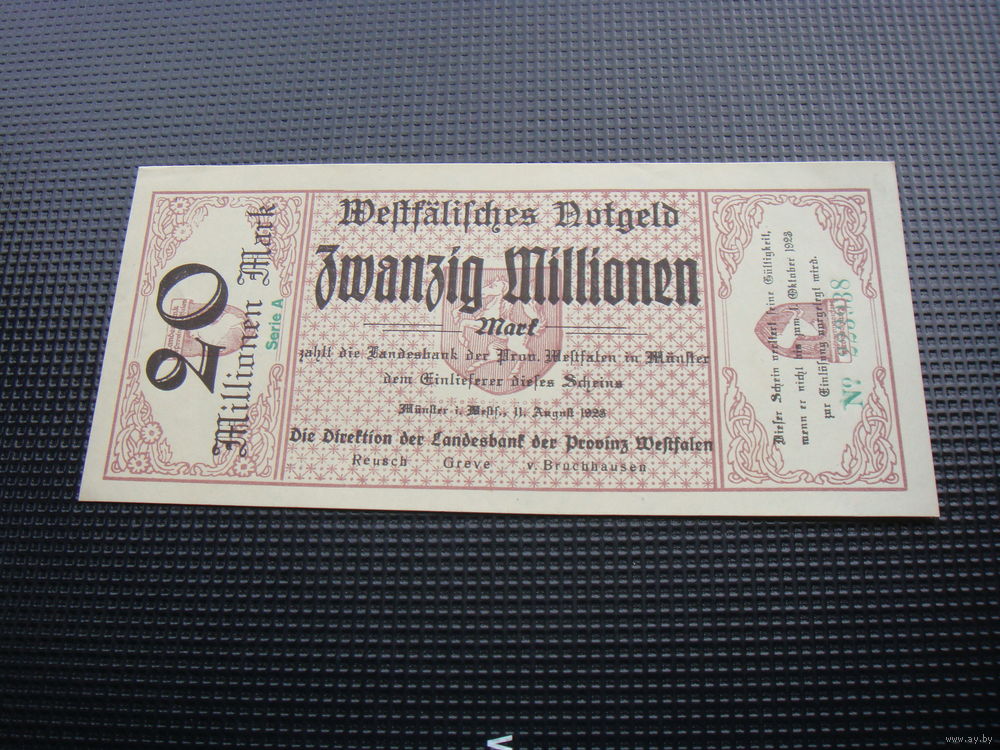 20
Millionen Mark
Serie A
Westfälisches Notgeld
Zwanzig Millionen
Mark
zahlt die Landesbank der Prov. Westfalen in Münster
dem Einlieferer dieses Scheins
Münster i. Westf., 11. August 1923
Die Direktion der Landesbank der Provinz Westfalen
Reusch Greve v. Bruchhausen
Dieser Schein verliert seine Gültigkeit,
wenn er nicht bis zum 1. Oktober 1923
zur Einlösung vorgelegt wird.
No
www.ay.by